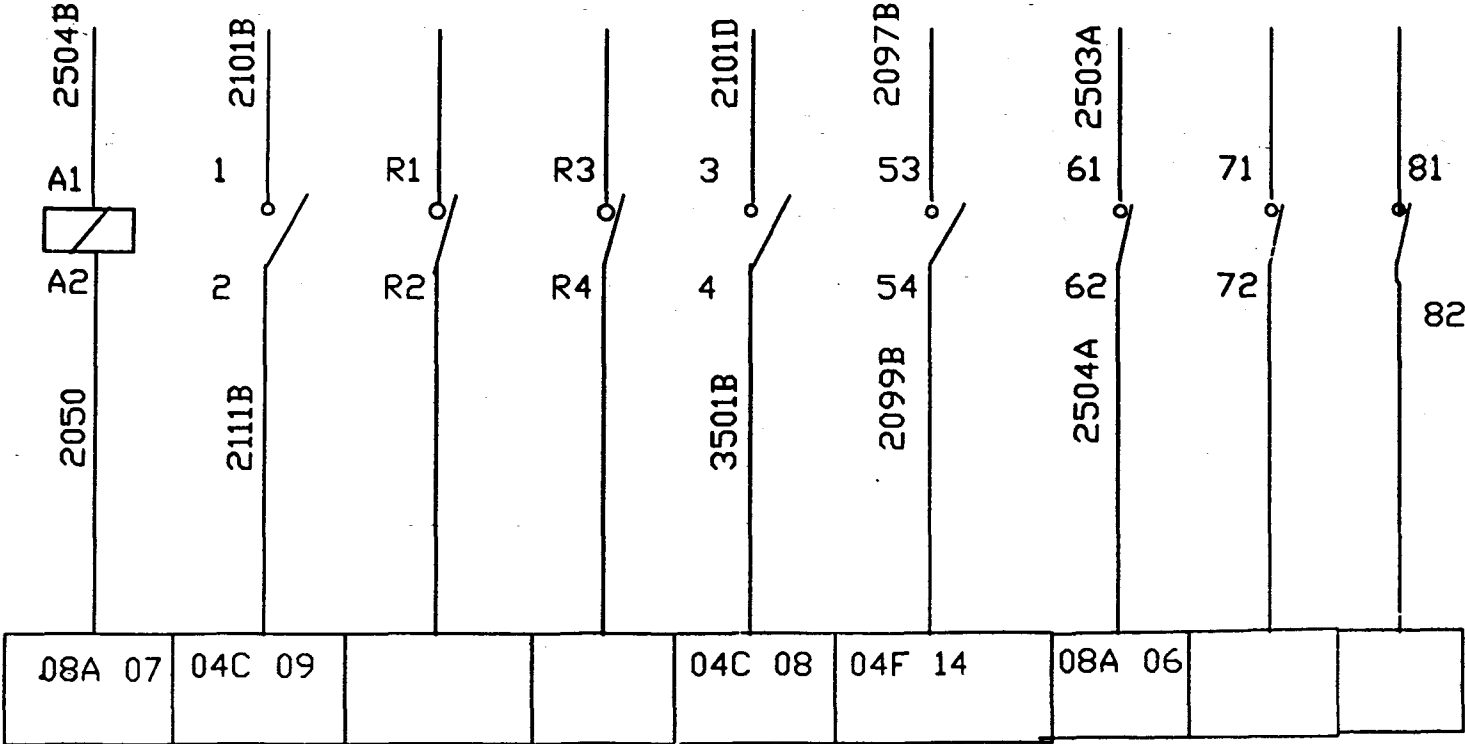 2504B 2101B 2101D 2097B 2503A
A1 1 R1 R3 3 53 61 71 81
A2 2 R2 R4 4 54 62 72 82
2050 2111B 3501B 2099B 2504A
08A 07 04C 09 04C 08 04F 14 08A 06